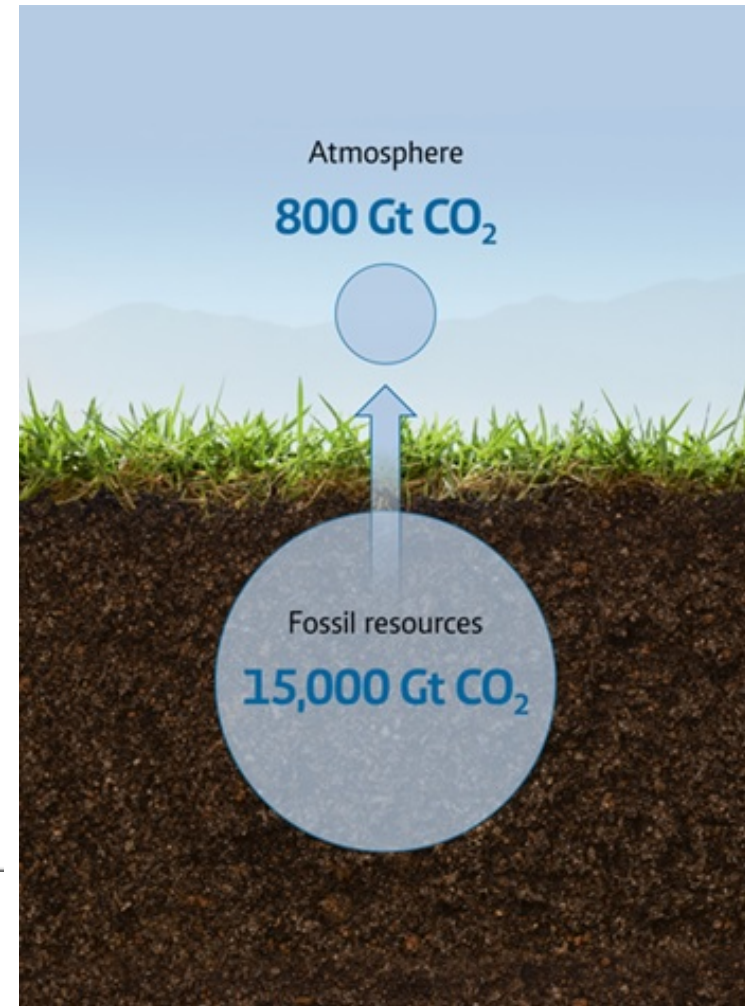 Atmosphere
800 Gt CO₂
Fossil resources
15,000 Gt CO₂